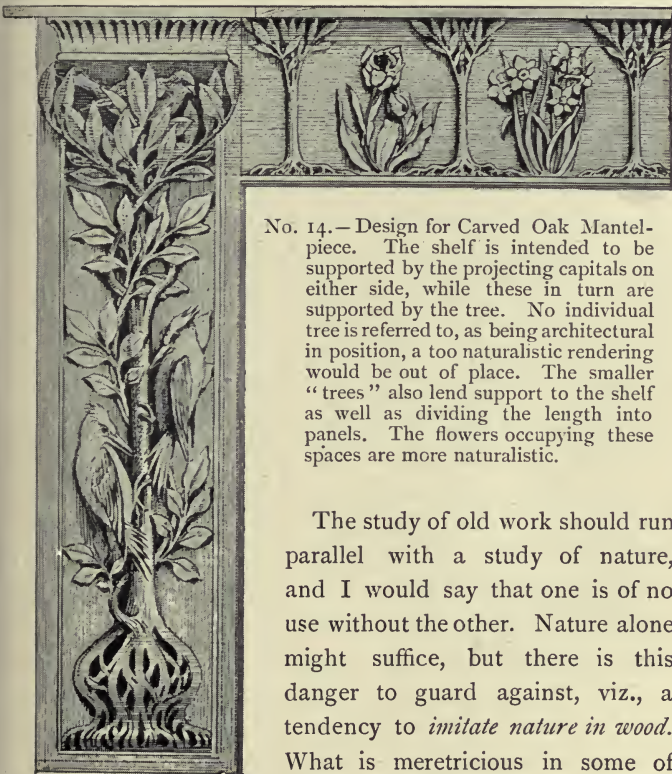 No. 14.—Design for Carved Oak Mantel-
piece. The shelf is intended to be
supported by the projecting capitals on
either side, while these in turn are
supported by the tree. No individual
tree is referred to, as being architectural
in position, a too naturalistic rendering
would be out of place. The smaller
“trees” also lend support to the shelf
as well as dividing the length into
panels. The flowers occupying these
spaces are more naturalistic.
The study of old work should run
parallel with a study of nature,
and I would say that one is of no
use without the other. Nature alone
might suffice, but there is this
danger to guard against, viz., a
tendency to imitate nature in wood.
What is meretricious in some of